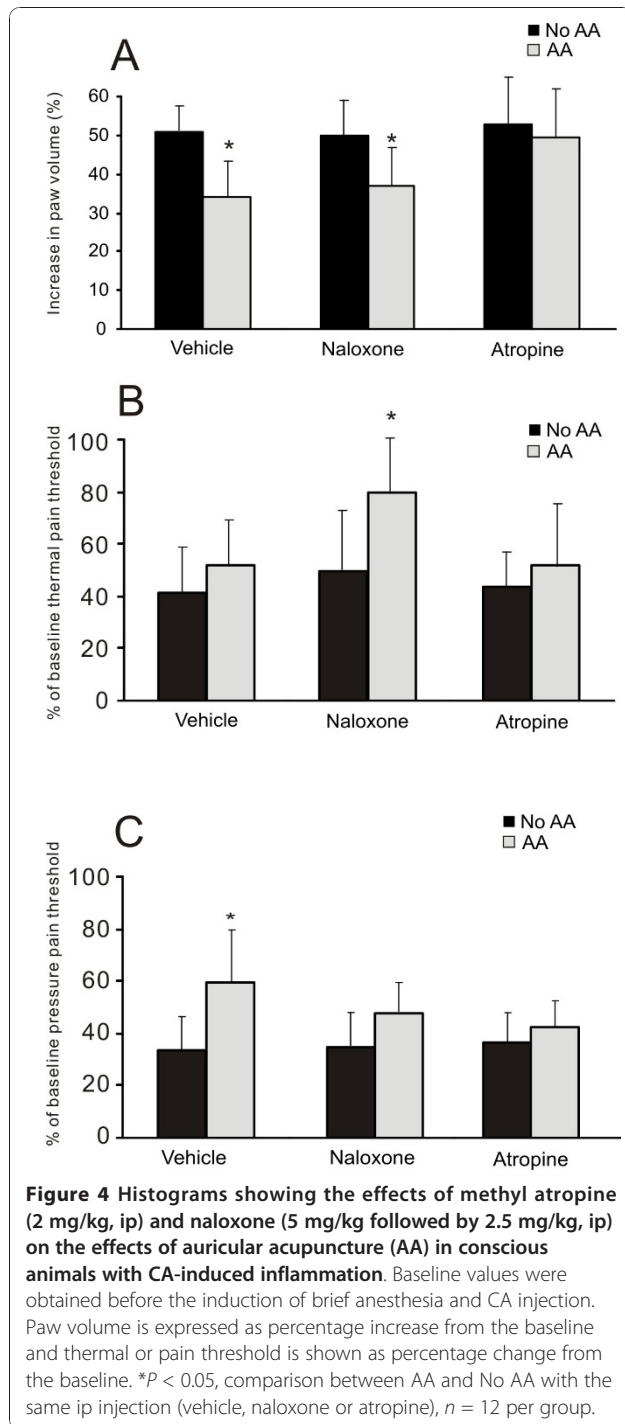 A
No AA
AA
Increase in paw volume (%)
60
50
40
30
20
10
0
*
*
Vehicle Naloxone Atropine
B
No AA
AA
% of baseline thermal pain threshold
100
80
60
40
20
0
*
Vehicle Naloxone Atropine
C
No AA
AA
% of baseline pressure pain threshold
100
80
60
40
20
0
*
Vehicle Naloxone Atropine
Figure 4 Histograms showing the effects of methyl atropine
(2 mg/kg, ip) and naloxone (5 mg/kg followed by 2.5 mg/kg, ip)
on the effects of auricular acupuncture (AA) in conscious
animals with CA-induced inflammation. Baseline values were
obtained before the induction of brief anesthesia and CA injection.
Paw volume is expressed as percentage increase from the baseline
and thermal or pain threshold is shown as percentage change from
the baseline. *P < 0.05, comparison between AA and No AA with the
same ip injection (vehicle, naloxone or atropine), n = 12 per group.